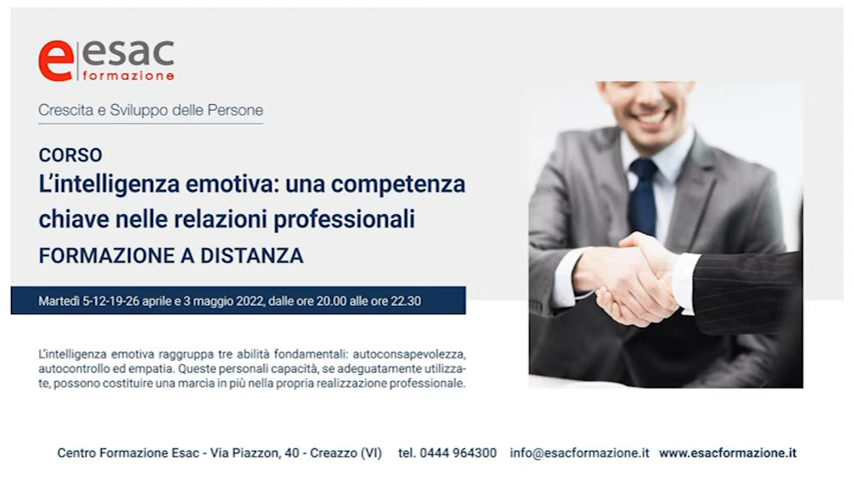 esac
formazione
Crescita e Sviluppo delle Persone
CORSO
L'intelligenza emotiva: una competenza
chiave nelle relazioni professionali
FORMAZIONE A DISTANZA
Martedì 5-12-19-26 aprile e 3 maggio 2022, dalle ore 20.00 alle ore 22.30
L'intelligenza emotiva raggruppa tre abilità fondamentali: autoconsapevolezza,
autocontrollo ed empatia. Queste personali capacità, se adeguatamente utilizza-
te, possono costituire una marcia in più nella propria realizzazione professionale.
Centro Formazione Esac - Via Piazzon, 40 - Creazzo (VI) tel. 0444 964300 info@esacformazione.it www.esacformazione.it